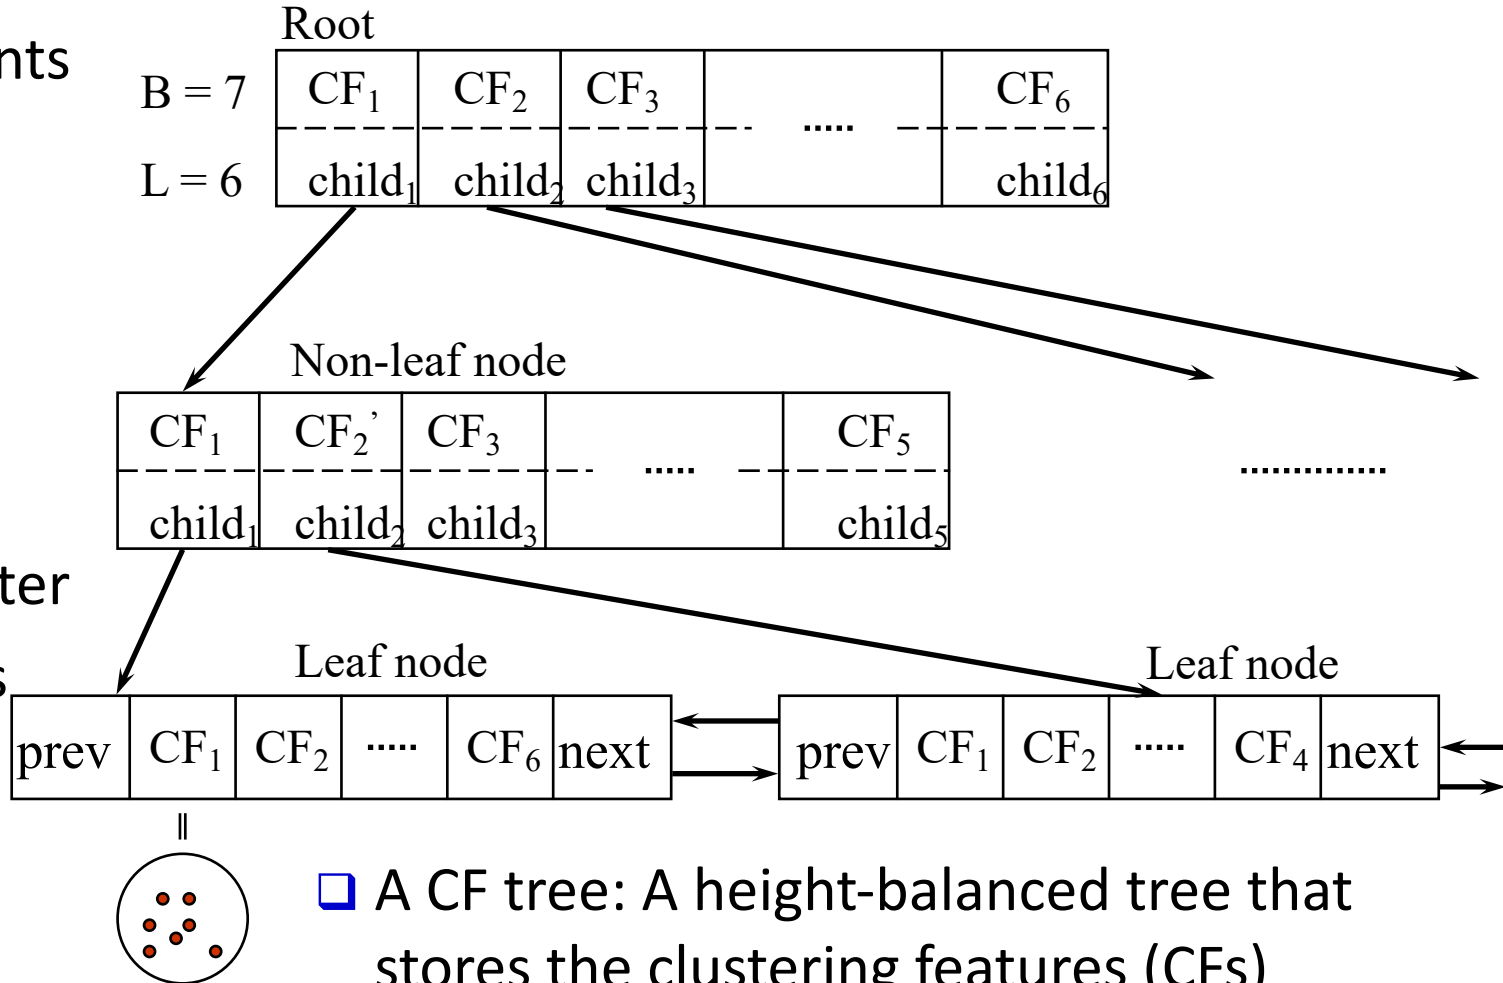 Root
nts
B = 7 CF1 CF2 CF3 ..... CF6
L = 6 child1 child2 child3 child6
Non-leaf node
CF1 CF2’ CF3 ..... CF5
..............
child1 child2 child3 child5
ter
Leaf node Leaf node
s
prev CF1 CF2 ..... CF6 next prev CF1 CF2 ..... CF4 next
=
❑ A CF tree: A height-balanced tree that
stores the clustering features (CFs)